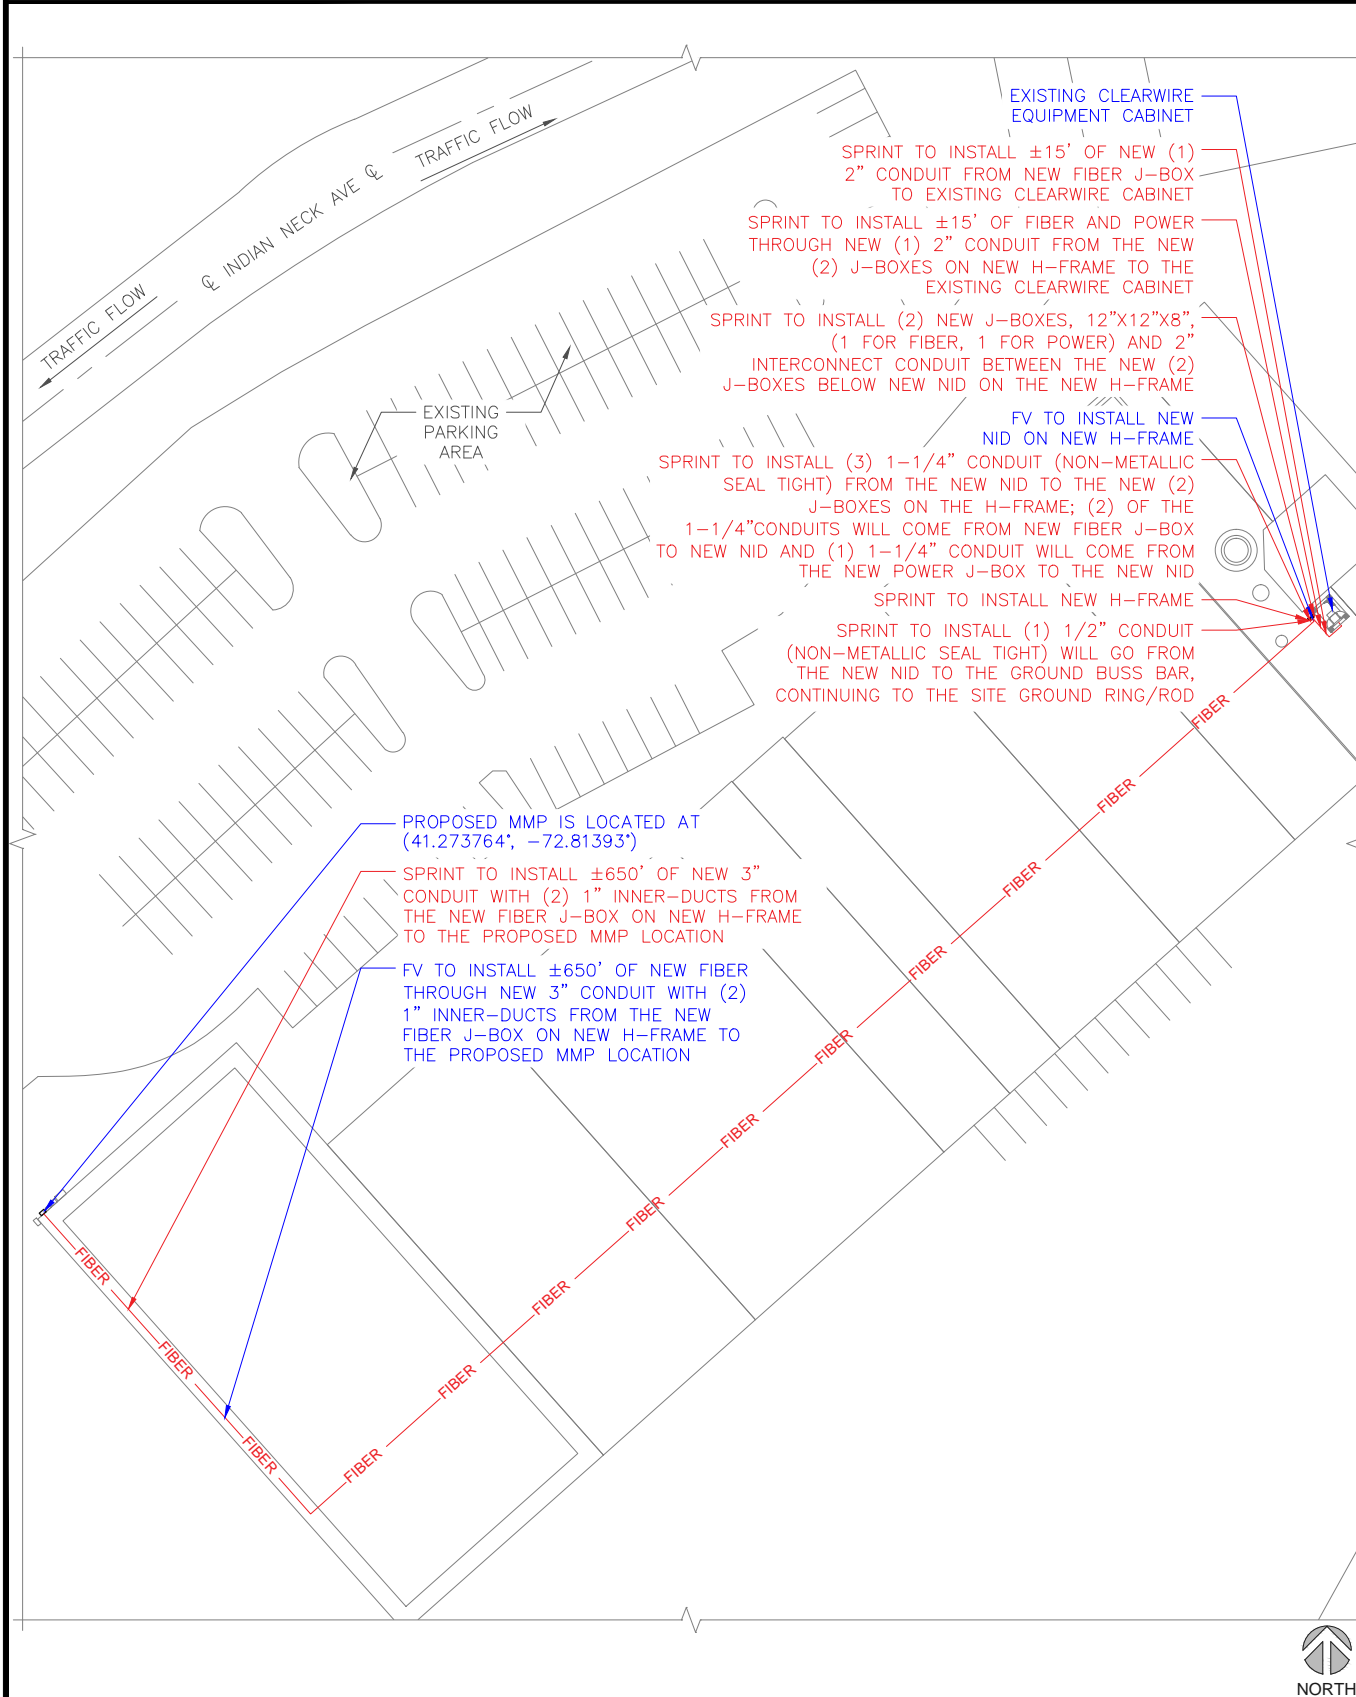 EXISTING CLEARWIRE
EQUIPMENT CABINET
SPRINT TO INSTALL ±15' OF NEW (1)
2" CONDUIT FROM NEW FIBER J-BOX
TO EXISTING CLEARWIRE CABINET
SPRINT TO INSTALL ±15' OF FIBER AND POWER
THROUGH NEW (1) 2" CONDUIT FROM THE NEW
(2) J-BOXES ON NEW H-FRAME TO THE
EXISTING CLEARWIRE CABINET
SPRINT TO INSTALL (2) NEW J-BOXES, 12"X12"X8",
(1 FOR FIBER, 1 FOR POWER) AND 2"
INTERCONNECT CONDUIT BETWEEN THE NEW (2)
J-BOXES BELOW NEW NID ON THE NEW H-FRAME
FV TO INSTALL NEW
NID ON NEW H-FRAME
SPRINT TO INSTALL (3) 1-1/4" CONDUIT (NON-METALLIC
SEAL TIGHT) FROM THE NEW NID TO THE NEW (2)
J-BOXES ON THE H-FRAME; (2) OF THE
1-1/4"CONDUITS WILL COME FROM NEW FIBER J-BOX
TO NEW NID AND (1) 1-1/4" CONDUIT WILL COME FROM
THE NEW POWER J-BOX TO THE NEW NID
SPRINT TO INSTALL NEW H-FRAME
SPRINT TO INSTALL (1) 1/2" CONDUIT
(NON-METALLIC SEAL TIGHT) WILL GO FROM
THE NEW NID TO THE GROUND BUSS BAR,
CONTINUING TO THE SITE GROUND RING/ROD
TRAFFIC FLOW
℄ INDIAN NECK AVE ℄
TRAFFIC FLOW
EXISTING
PARKING
AREA
PROPOSED MMP IS LOCATED AT
(41.273764°, -72.81393°)
SPRINT TO INSTALL ±650' OF NEW 3"
CONDUIT WITH (2) 1" INNER-DUCTS FROM
THE NEW FIBER J-BOX ON NEW H-FRAME
TO THE PROPOSED MMP LOCATION
FV TO INSTALL ±650' OF NEW FIBER
THROUGH NEW 3" CONDUIT WITH (2)
1" INNER-DUCTS FROM THE NEW
FIBER J-BOX ON NEW H-FRAME TO
THE PROPOSED MMP LOCATION
FIBER
FIBER
FIBER
FIBER
FIBER
FIBER
FIBER
FIBER
FIBER
FIBER
FIBER
FIBER
FIBER
NORTH